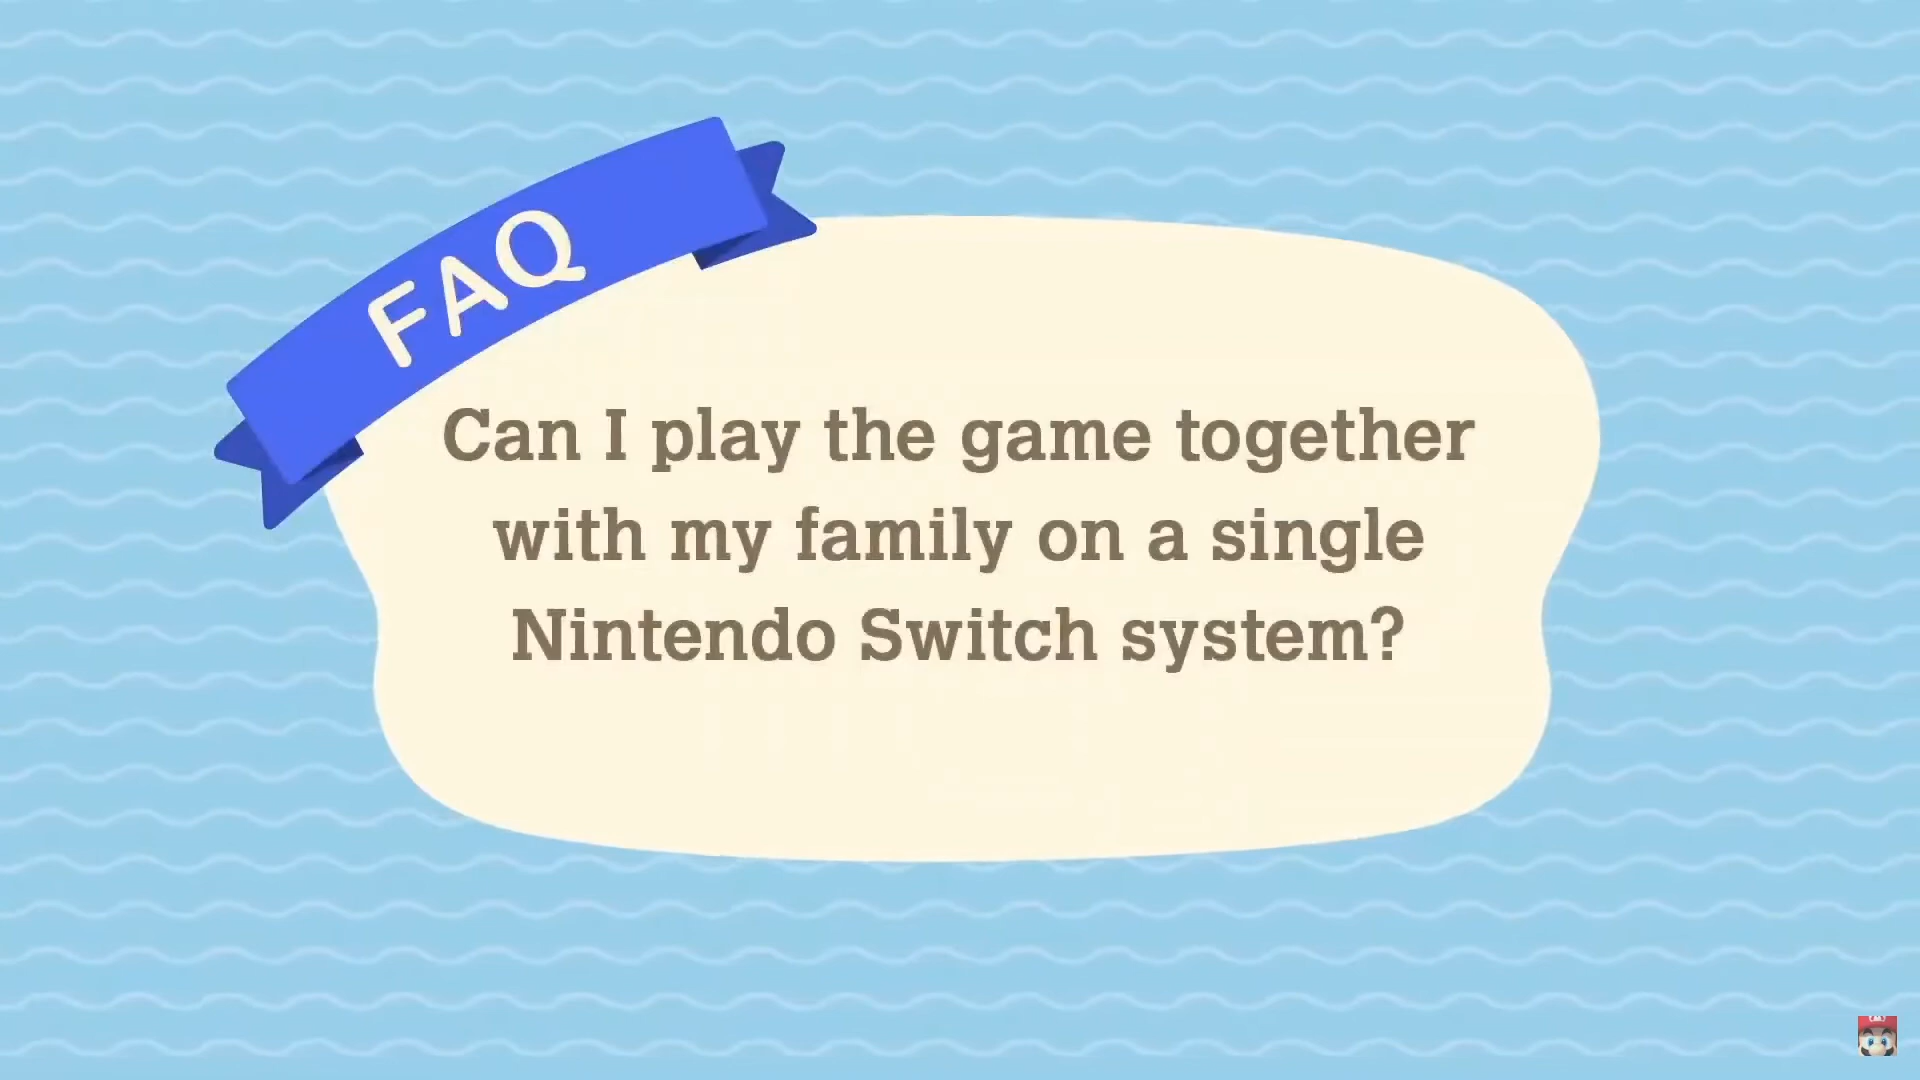 FAQ
Can I play the game together
with my family on a single
Nintendo Switch system?